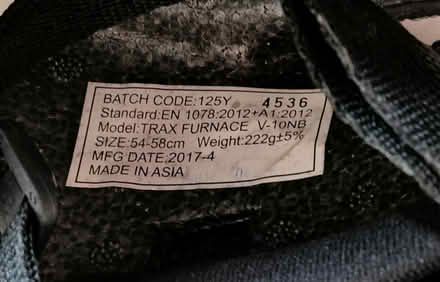 BATCH CODE:125Y 4536
Standard:EN 1078:2012+A1:2012
Model:TRAX FURNACE V-10NB
SIZE:54-58cm Weight:222g±5%
MFG DATE:2017-4
MADE IN ASIA